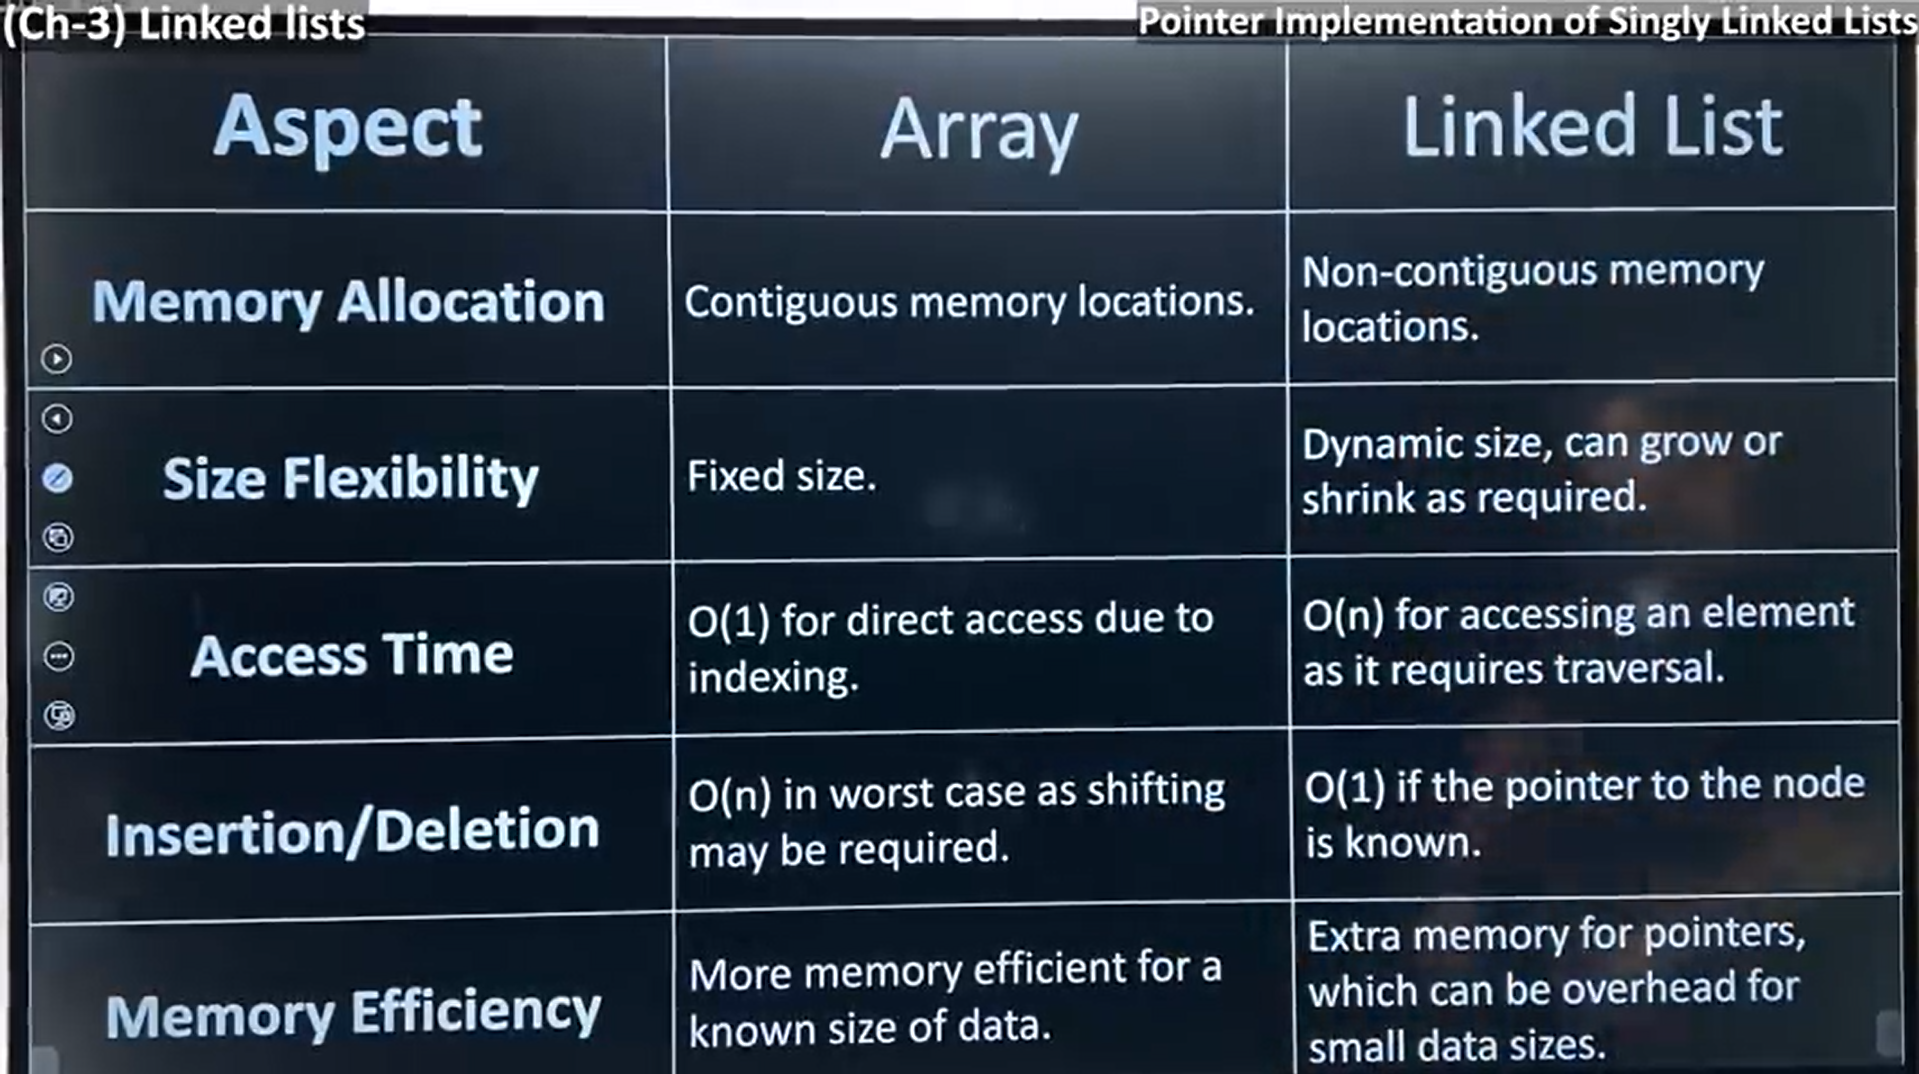 (Ch-3) Linked lists
Pointer Implementation of Singly Linked Lists
Aspect
Array
Linked List
Memory Allocation
Contiguous memory locations.
Non-contiguous memory
locations.
Size Flexibility
Fixed size.
Dynamic size, can grow or
shrink as required.
Access Time
O(1) for direct access due to
indexing.
O(n) for accessing an element
as it requires traversal.
Insertion/Deletion
O(n) in worst case as shifting
may be required.
O(1) if the pointer to the node
is known.
Memory Efficiency
More memory efficient for a
known size of data.
Extra memory for pointers,
which can be overhead for
small data sizes.